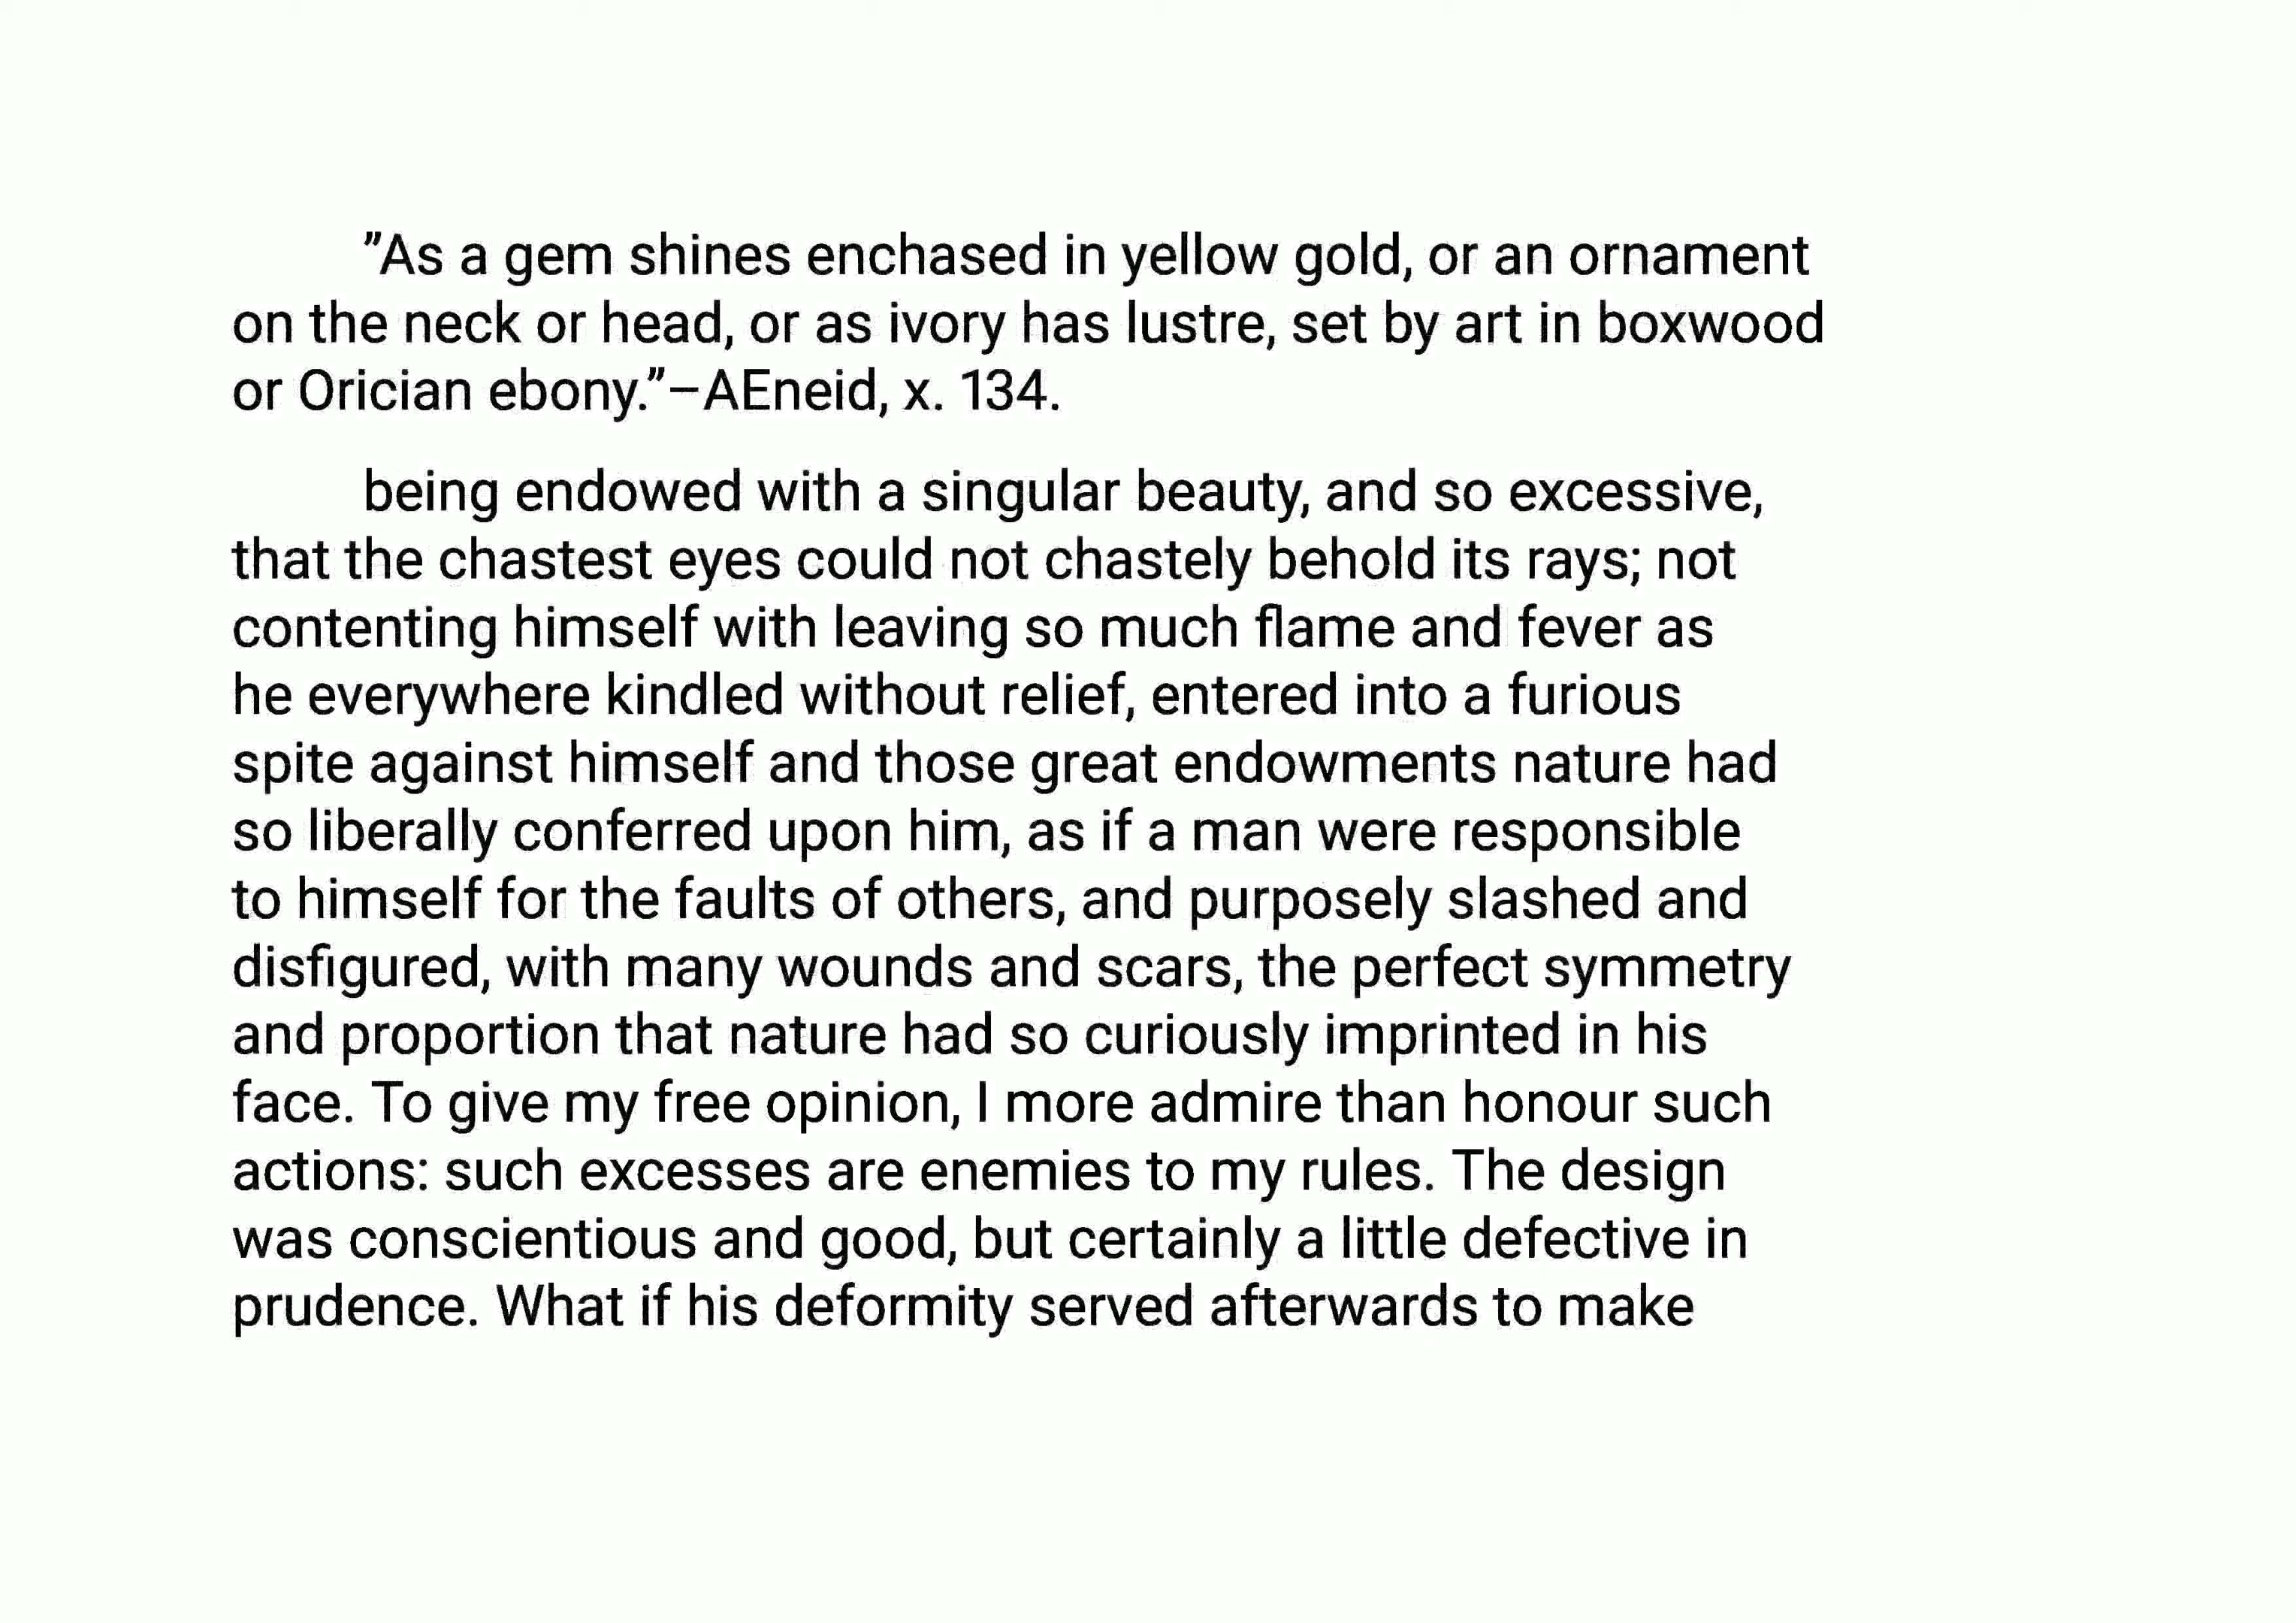 ”As a gem shines enchased in yellow gold, or an ornament
on the neck or head, or as ivory has lustre, set by art in boxwood
or Orician ebony.”–AEneid, x. 134.
being endowed with a singular beauty, and so excessive,
that the chastest eyes could not chastely behold its rays; not
contenting himself with leaving so much flame and fever as
he everywhere kindled without relief, entered into a furious
spite against himself and those great endowments nature had
so liberally conferred upon him, as if a man were responsible
to himself for the faults of others, and purposely slashed and
disfigured, with many wounds and scars, the perfect symmetry
and proportion that nature had so curiously imprinted in his
face. To give my free opinion, I more admire than honour such
actions: such excesses are enemies to my rules. The design
was conscientious and good, but certainly a little defective in
prudence. What if his deformity served afterwards to make